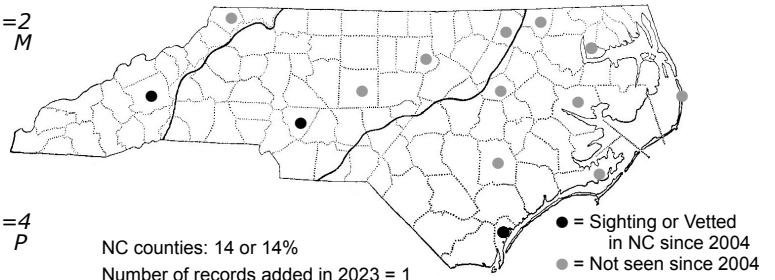 =2
M
=4
P
NC counties: 14 or 14%
Number of records added in 2023 = 1
= Sighting or Vetted
in NC since 2004
= Not seen since 2004